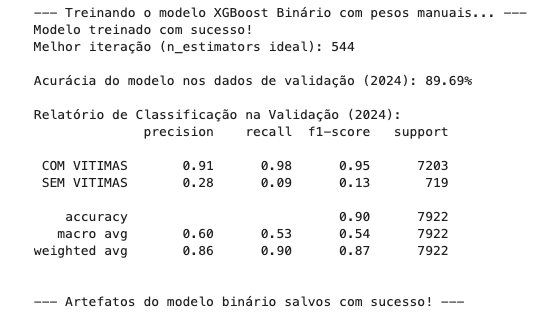 --- Treinando o modelo XGBoost Binário com pesos manuais... ---
Modelo treinado com sucesso!
Melhor iteração (n_estimators ideal): 544
Acurácia do modelo nos dados de validação (2024): 89.69%
Relatório de Classificação na Validação (2024):
precision recall f1-score support
COM VITIMAS 0.91 0.98 0.95 7203
SEM VITIMAS 0.28 0.09 0.13 719
accuracy 0.90 7922
macro avg 0.60 0.53 0.54 7922
weighted avg 0.86 0.90 0.87 7922
--- Artefatos do modelo binário salvos com sucesso! ---